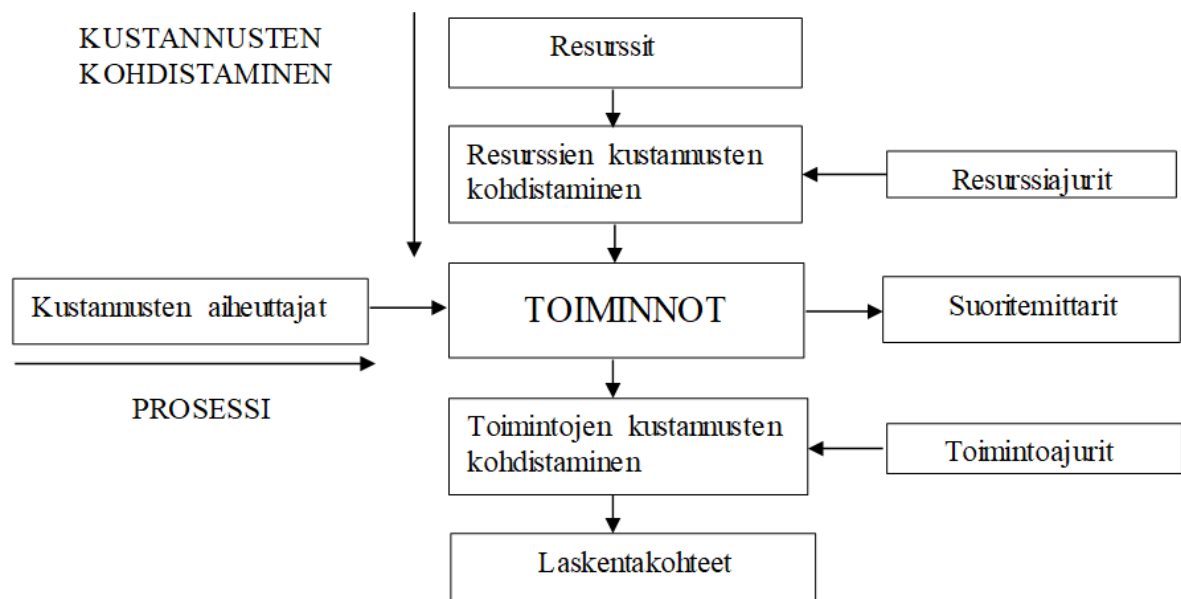 KUSTANNUSTEN
KOHDISTAMINEN
Resurssit
Resurssien kustannusten
kohdistaminen
Resurssiajurit
Kustannusten aiheuttajat
TOIMINNOT
Suoritemittarit
PROSESSI
Toimintojen kustannusten
kohdistaminen
Toimintoajurit
Laskentakohteet